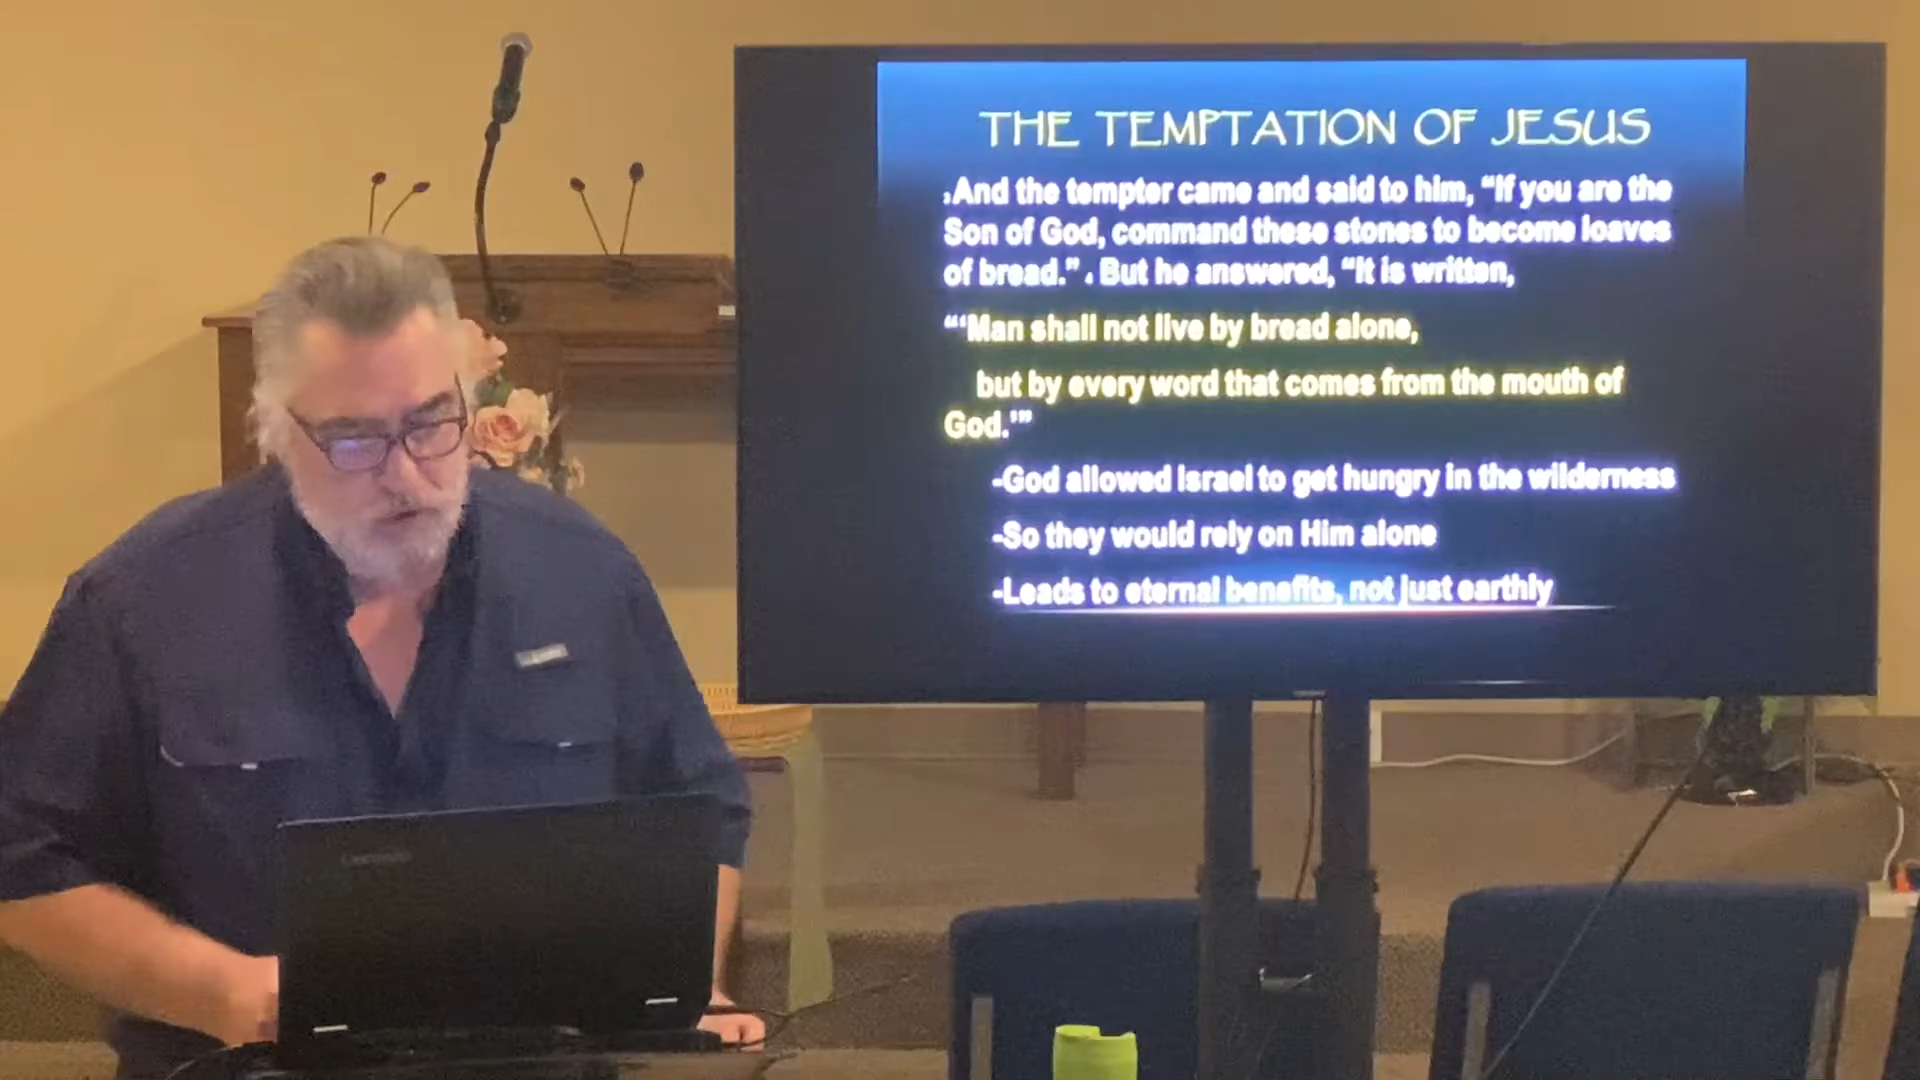 THE TEMPTATION OF JESUS
3 And the tempter came and said to him, “If you are the
Son of God, command these stones to become loaves
of bread.” 4 But he answered, “It is written,
“‘Man shall not live by bread alone,
but by every word that comes from the mouth of
God.’”
-God allowed Israel to get hungry in the wilderness
-So they would rely on Him alone
-Leads to eternal benefits, not just earthly